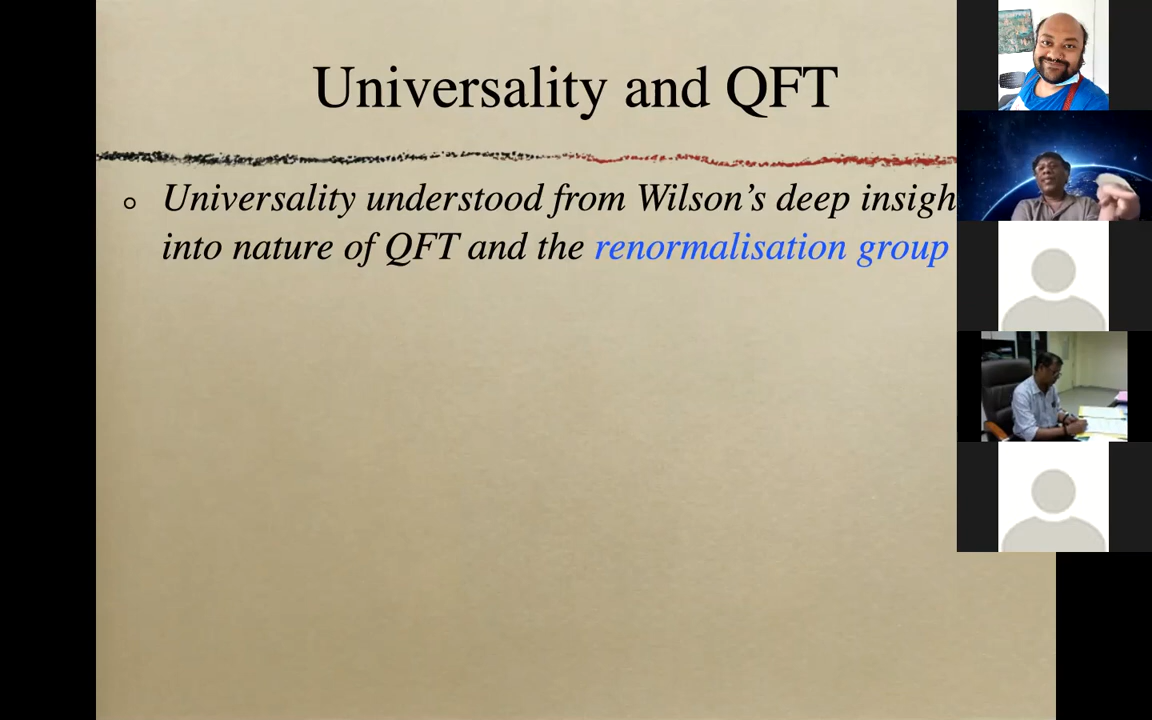 Universality and QFT
Universality understood from Wilson's deep insigh
into nature of QFT and the renormalisation group